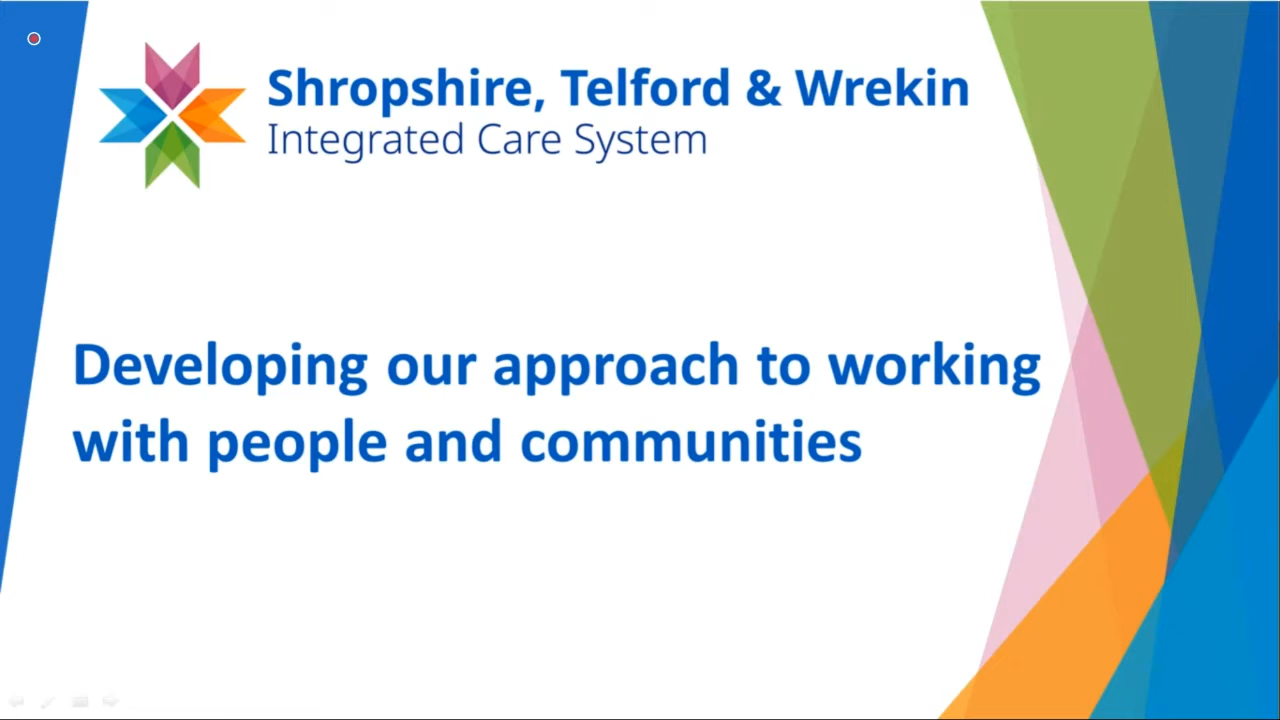 Shropshire, Telford & Wrekin
Integrated Care System
Developing our approach to working
with people and communities